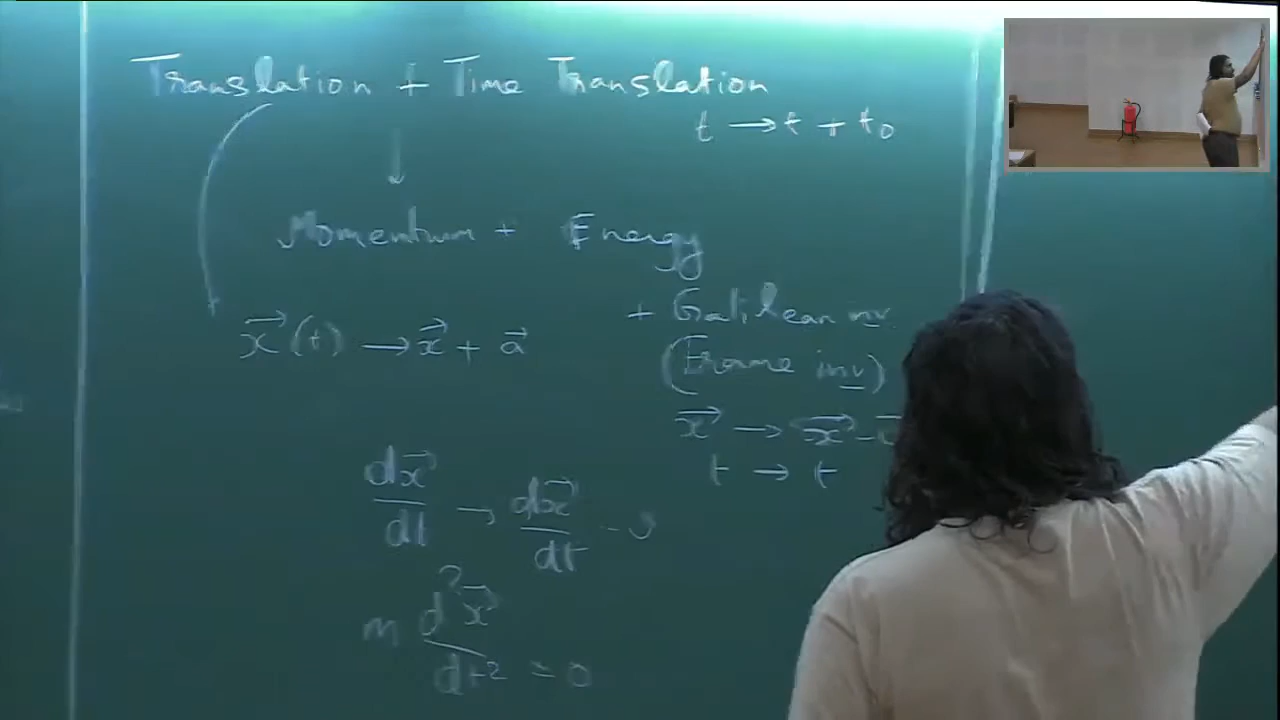 Translation + Time Translation
t → t + t₀
↓
Momentum + Energy
+ Galilean inv.
x⃗(t) → x⃗ + a⃗
(Frame inv)
x⃗ → x⃗ -
t → t
dx⃗/dt → dx⃗/dt - v
m d²x⃗/dt² = 0